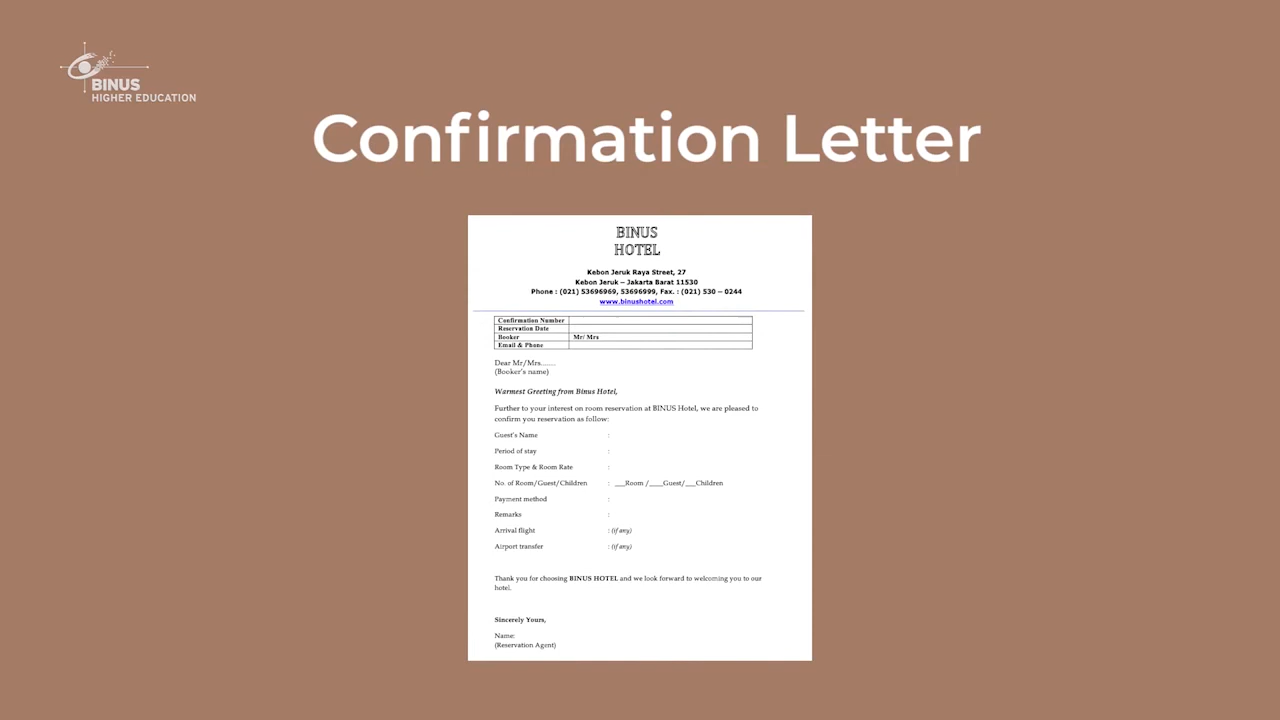 BINUS
HIGHER EDUCATION
Confirmation Letter
BINUS
HOTEL
Kebon Jeruk Raya Street, 27
Kebon Jeruk – Jakarta Barat 11530
Phone : (021) 53696969, 53696999, Fax. : (021) 530 – 0244
www.binushotel.com
Confirmation Number
Reservation Date
Booker Mr/ Mrs
Email & Phone
Dear Mr/Mrs.......
(Booker's name)
Warmest Greeting from Binus Hotel,
Further to your interest on room reservation at BINUS Hotel, we are pleased to
confirm you reservation as follow:
Guest's Name :
Period of stay :
Room Type & Room Rate :
No. of Room/Guest/Children : ___Room /____Guest/___Children
Payment method :
Remarks :
Arrival flight : (if any)
Airport transfer : (if any)
Thank you for choosing BINUS HOTEL and we look forward to welcoming you to our
hotel.
Sincerely Yours,
Name:
(Reservation Agent)